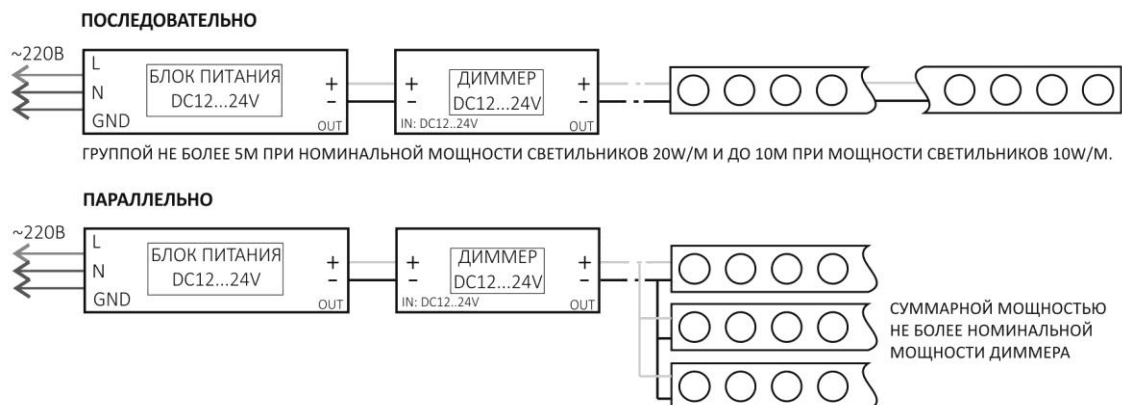 ПОСЛЕДОВАТЕЛЬНО
~220В
L
N
GND
БЛОК ПИТАНИЯ
DC12...24V
+
−
OUT
+
−
IN: DC12..24V
ДИММЕР
DC12...24V
+
−
OUT
ГРУППОЙ НЕ БОЛЕЕ 5М ПРИ НОМИНАЛЬНОЙ МОЩНОСТИ СВЕТИЛЬНИКОВ 20W/М И ДО 10М ПРИ МОЩНОСТИ СВЕТИЛЬНИКОВ 10W/М.
ПАРАЛЛЕЛЬНО
~220В
L
N
GND
БЛОК ПИТАНИЯ
DC12...24V
+
−
OUT
+
−
IN: DC12..24V
ДИММЕР
DC12...24V
+
−
OUT
СУММАРНОЙ МОЩНОСТЬЮ
НЕ БОЛЕЕ НОМИНАЛЬНОЙ
МОЩНОСТИ ДИММЕРА